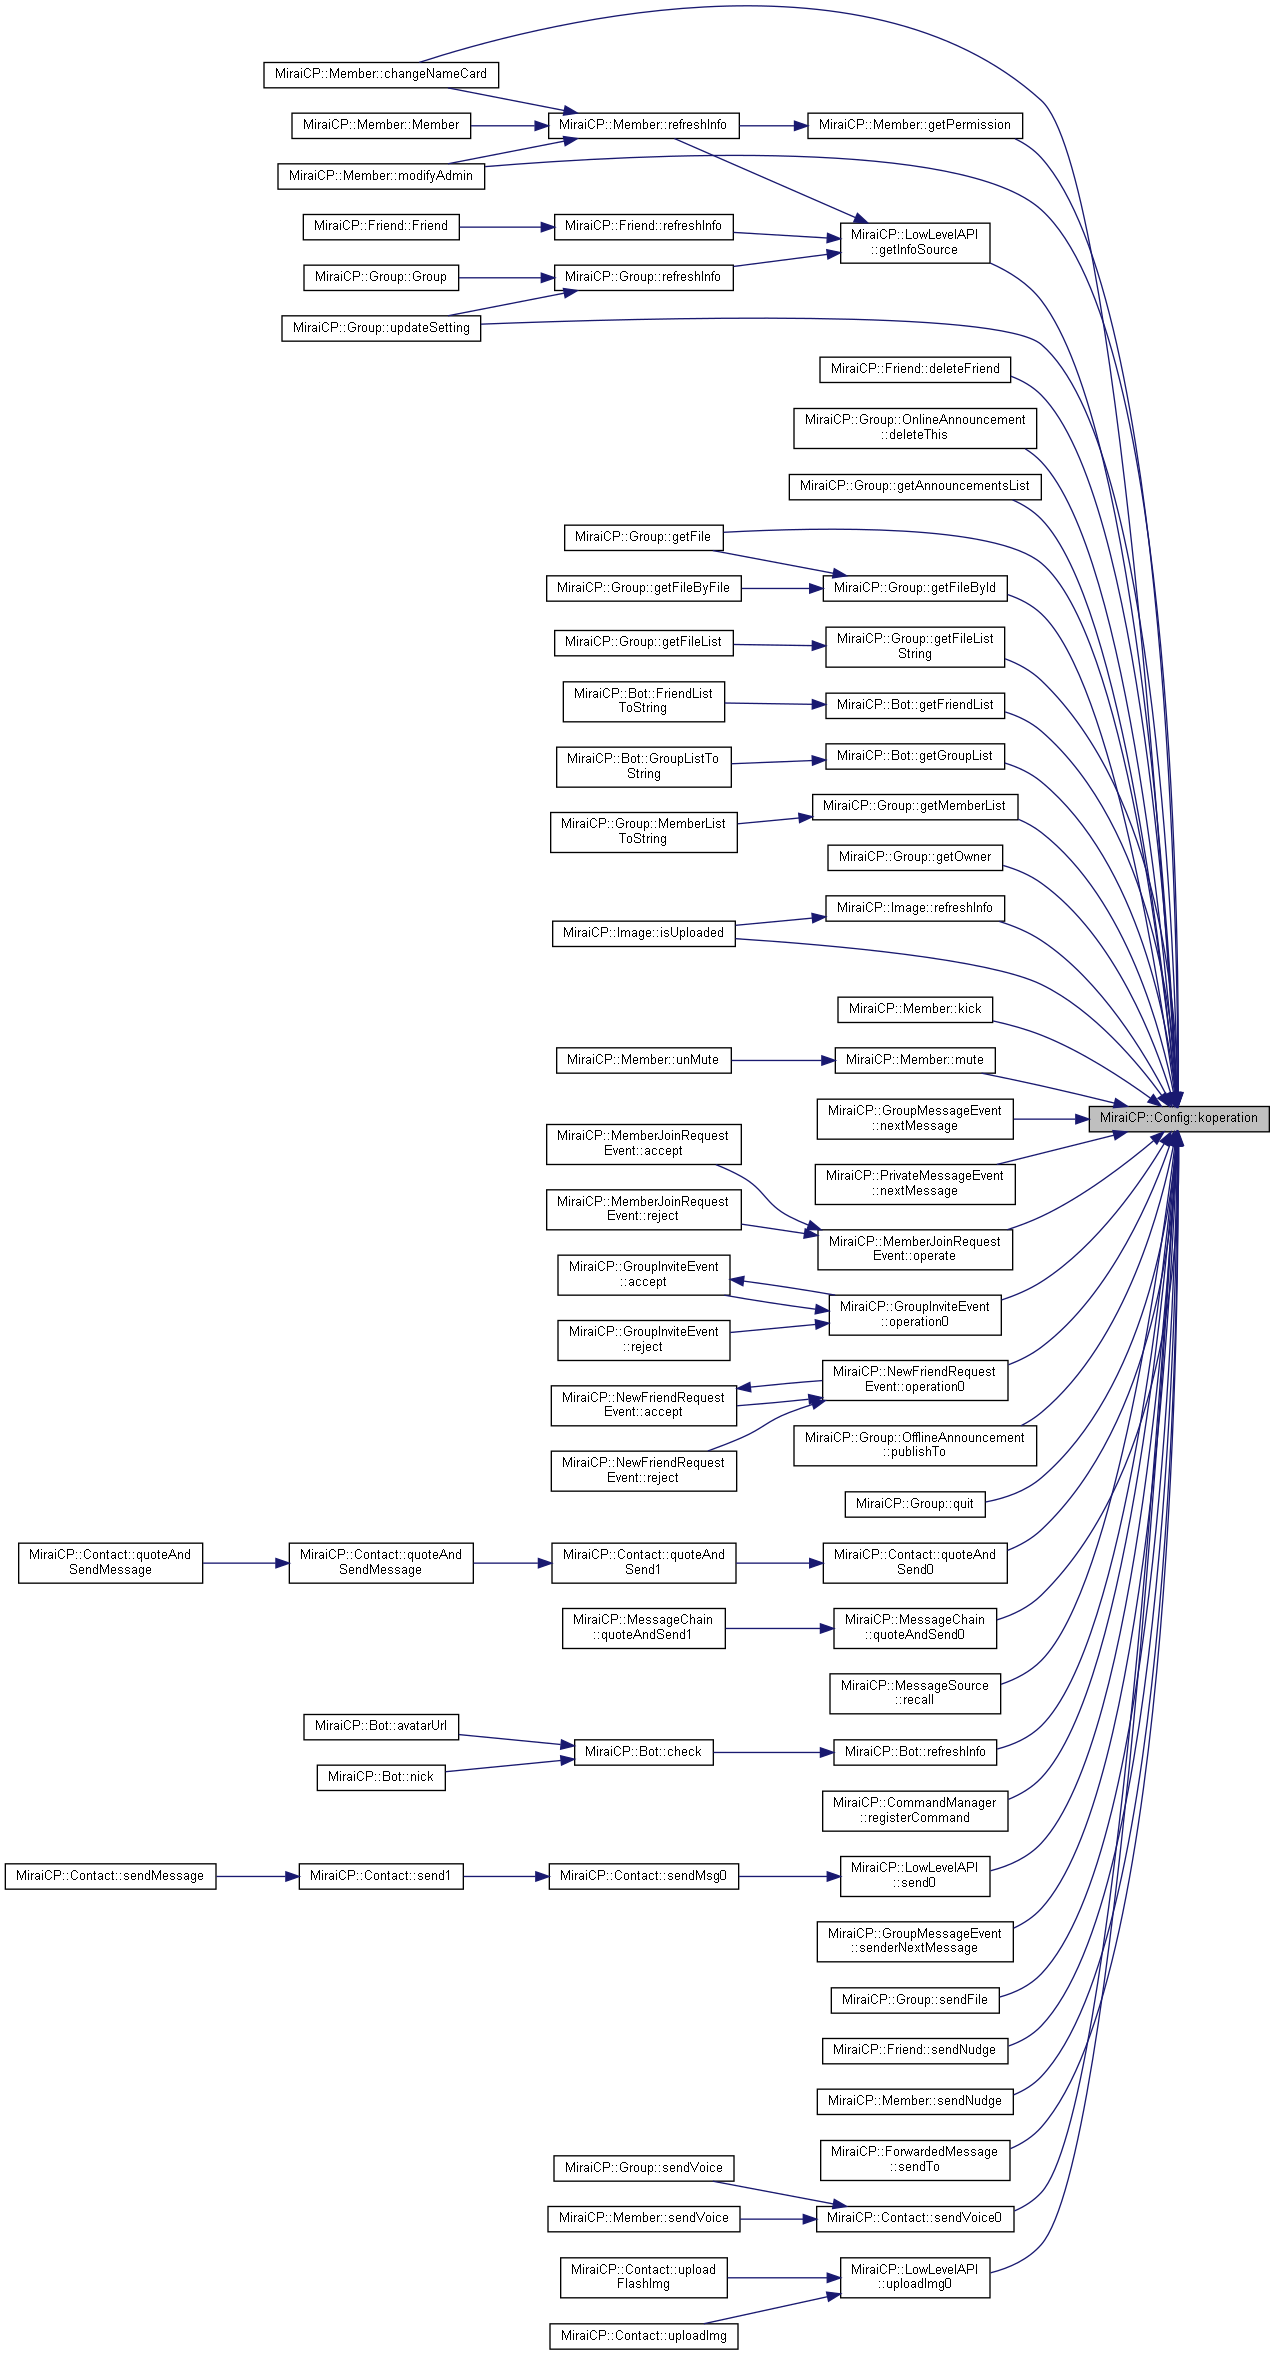 MiraiCP::Member::changeNameCard
MiraiCP::Member::Member
MiraiCP::Member::refreshInfo
MiraiCP::Member::getPermission
MiraiCP::Member::modifyAdmin
MiraiCP::Friend::Friend
MiraiCP::Friend::refreshInfo
MiraiCP::LowLevelAPI
::getInfoSource
MiraiCP::Group::Group
MiraiCP::Group::refreshInfo
MiraiCP::Group::updateSetting
MiraiCP::Friend::deleteFriend
MiraiCP::Group::OnlineAnnouncement
::deleteThis
MiraiCP::Group::getAnnouncementsList
MiraiCP::Group::getFile
MiraiCP::Group::getFileByFile
MiraiCP::Group::getFileById
MiraiCP::Group::getFileList
MiraiCP::Group::getFileList
String
MiraiCP::Bot::FriendList
ToString
MiraiCP::Bot::getFriendList
MiraiCP::Bot::GroupListTo
String
MiraiCP::Bot::getGroupList
MiraiCP::Group::MemberList
ToString
MiraiCP::Group::getMemberList
MiraiCP::Group::getOwner
MiraiCP::Image::refreshInfo
MiraiCP::Image::isUploaded
MiraiCP::Member::kick
MiraiCP::Member::unMute
MiraiCP::Member::mute
MiraiCP::GroupMessageEvent
::nextMessage
MiraiCP::Config::koperation
MiraiCP::MemberJoinRequest
Event::accept
MiraiCP::PrivateMessageEvent
::nextMessage
MiraiCP::MemberJoinRequest
Event::reject
MiraiCP::MemberJoinRequest
Event::operate
MiraiCP::GroupInviteEvent
::accept
MiraiCP::GroupInviteEvent
::operation0
MiraiCP::GroupInviteEvent
::reject
MiraiCP::NewFriendRequest
Event::operation0
MiraiCP::NewFriendRequest
Event::accept
MiraiCP::Group::OfflineAnnouncement
::publishTo
MiraiCP::NewFriendRequest
Event::reject
MiraiCP::Group::quit
MiraiCP::Contact::quoteAnd
SendMessage
MiraiCP::Contact::quoteAnd
SendMessage
MiraiCP::Contact::quoteAnd
Send1
MiraiCP::Contact::quoteAnd
Send0
MiraiCP::MessageChain
::quoteAndSend1
MiraiCP::MessageChain
::quoteAndSend0
MiraiCP::MessageSource
::recall
MiraiCP::Bot::avatarUrl
MiraiCP::Bot::check
MiraiCP::Bot::refreshInfo
MiraiCP::Bot::nick
MiraiCP::CommandManager
::registerCommand
MiraiCP::Contact::sendMessage
MiraiCP::Contact::send1
MiraiCP::Contact::sendMsg0
MiraiCP::LowLevelAPI
::send0
MiraiCP::GroupMessageEvent
::senderNextMessage
MiraiCP::Group::sendFile
MiraiCP::Friend::sendNudge
MiraiCP::Member::sendNudge
MiraiCP::ForwardedMessage
::sendTo
MiraiCP::Group::sendVoice
MiraiCP::Member::sendVoice
MiraiCP::Contact::sendVoice0
MiraiCP::Contact::upload
FlashImg
MiraiCP::LowLevelAPI
::uploadImg0
MiraiCP::Contact::uploadImg